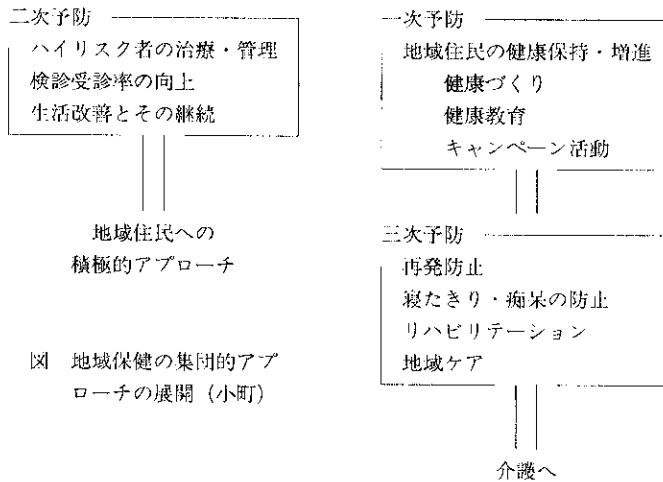 二次予防
ハイリスク者の治療・管理
検診受診率の向上
生活改善とその継続
地域住民への
積極的アプローチ
図 地域保健の集団的アプ
ローチの展開（小町）
一次予防
地域住民の健康保持・増進
健康づくり
健康教育
キャンペーン活動
三次予防
再発防止
寝たきり・痴呆の防止
リハビリテーション
地域ケア
介護へ